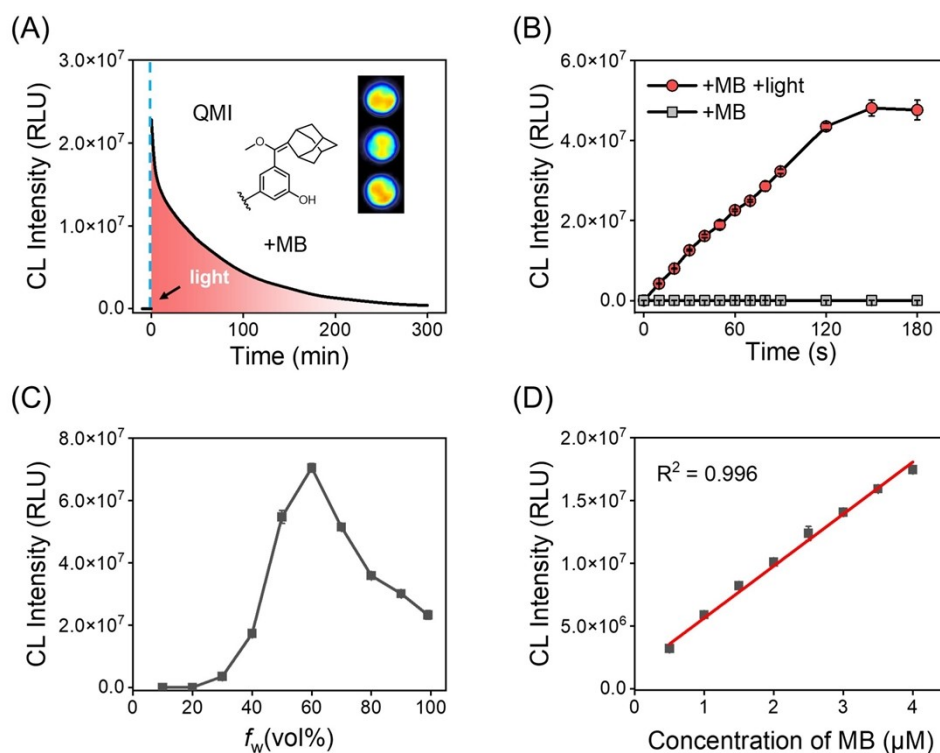 (A)
3.0×10⁷
2.0×10⁷
1.0×10⁷
0.0
CL Intensity (RLU)
QMI
O
OH
+MB
light
0
100
200
300
Time (min)
(B)
6.0×10⁷
4.0×10⁷
2.0×10⁷
0.0
CL Intensity (RLU)
+MB +light
+MB
0
60
120
180
Time (s)
(C)
8.0×10⁷
6.0×10⁷
4.0×10⁷
2.0×10⁷
0.0
CL Intensity (RLU)
0
20
40
60
80
100
fw(vol%)
(D)
2.0×10⁷
1.5×10⁷
1.0×10⁷
5.0×10⁶
0.0
CL Intensity (RLU)
R² = 0.996
1
2
3
4
Concentration of MB (μM)